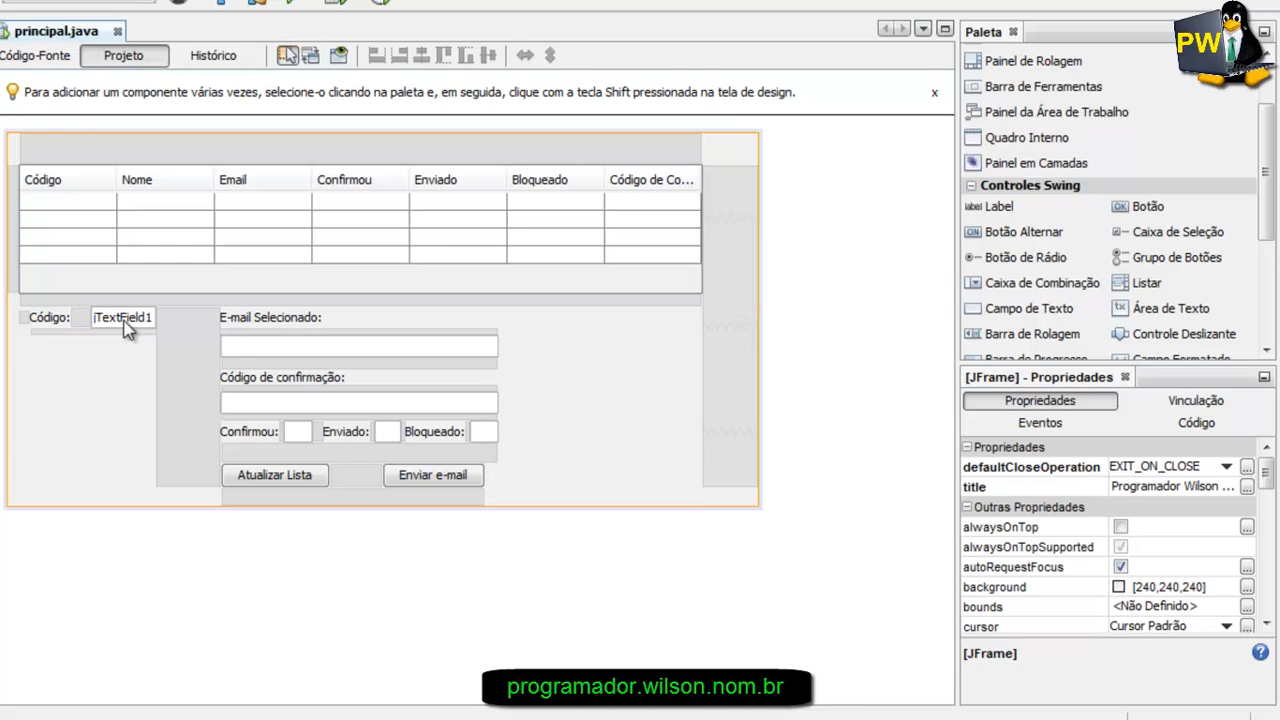 principal.java
Paleta
PW
Código-Fonte
Projeto
Histórico
Para adicionar um componente várias vezes, selecione-o clicando na paleta e, em seguida, clique com a tecla Shift pressionada na tela de design.
x
Painel de Rolagem
Barra de Ferramentas
Painel da Área de Trabalho
Quadro Interno
Painel em Camadas
Controles Swing
label Label
OK Botão
ON Botão Alternar
Caixa de Seleção
Botão de Rádio
Grupo de Botões
Caixa de Combinação
Listar
Campo de Texto
tx Área de Texto
Barra de Rolagem
Controle Deslizante
Barra de Progresso
Campo Formatado
Código Nome Email Confirmou Enviado Bloqueado Código de Co...
Código: jTextField1
E-mail Selecionado:
Código de confirmação:
Confirmou: Enviado: Bloqueado:
Atualizar Lista
Enviar e-mail
[JFrame] - Propriedades
Propriedades
Vinculação
Eventos
Código
Propriedades
defaultCloseOperation EXIT_ON_CLOSE ...
title Programador Wilson ... ...
Outras Propriedades
alwaysOnTop ...
alwaysOnTopSupported ...
autoRequestFocus ...
background [240,240,240] ...
bounds <Não Definido> ...
cursor Cursor Padrão ...
[JFrame]
?
programador.wilson.nom.br